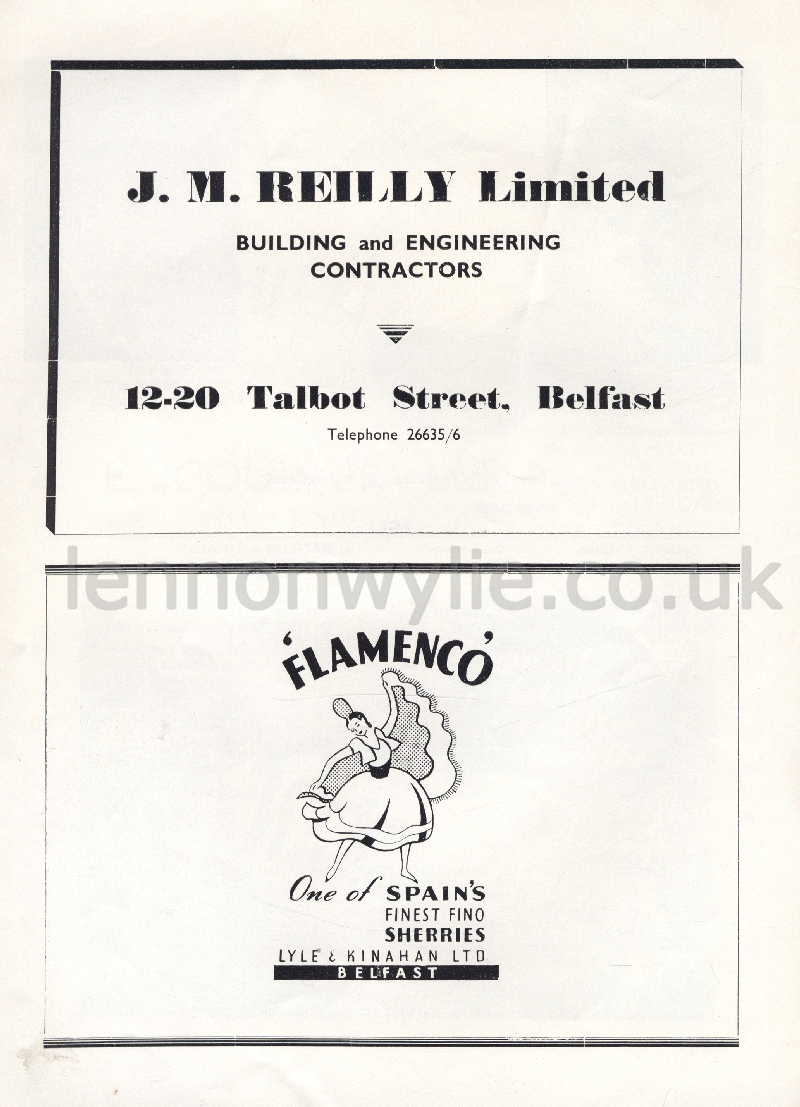 J. M. REILLY Limited
BUILDING and ENGINEERING
CONTRACTORS
12-20 Talbot Street, Belfast
Telephone 26635/6
lennonwylie.co.uk
'FLAMENCO'
One of SPAIN'S
FINEST FINO
SHERRIES
LYLE & KINAHAN LTD
BELFAST